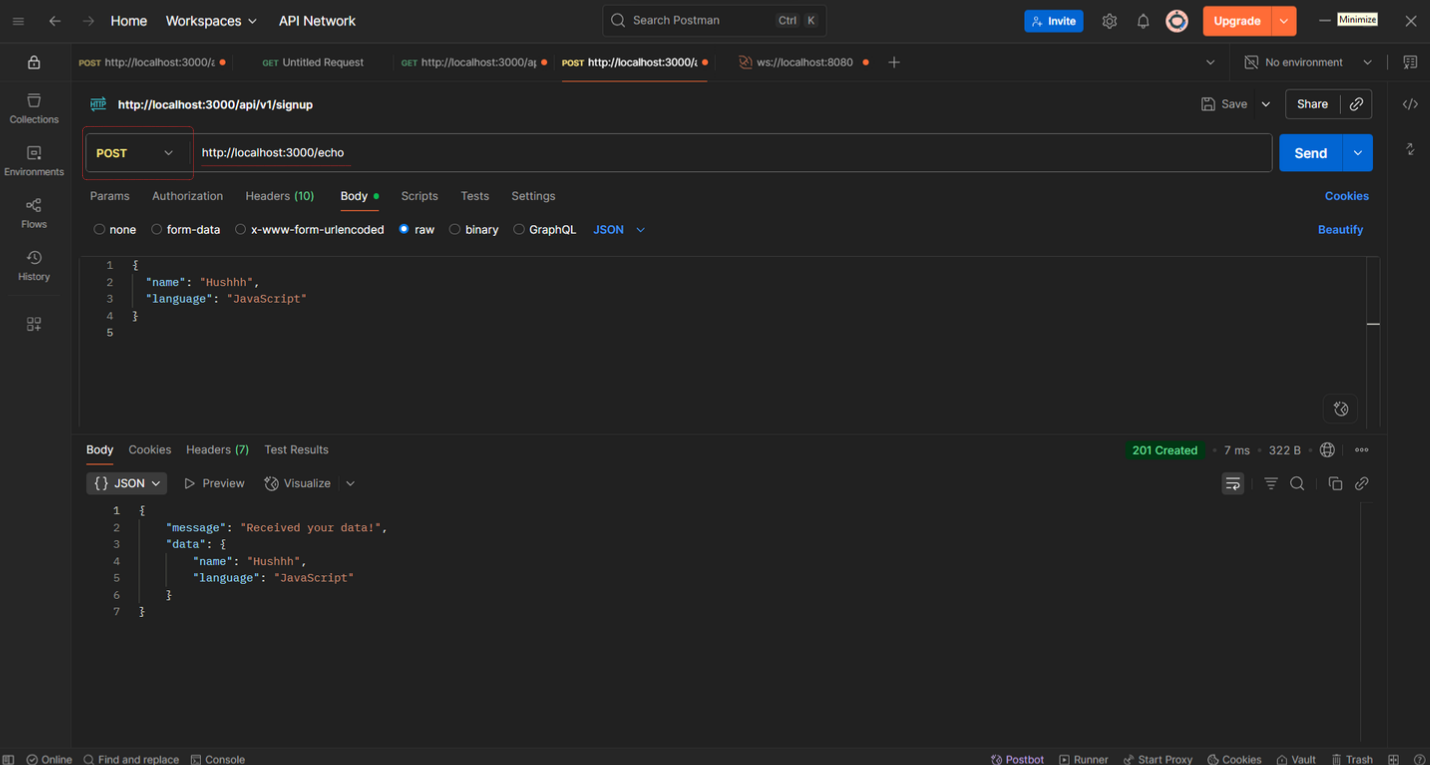 Home Workspaces API Network Search Postman Ctrl K Invite Upgrade Minimize
POST http://localhost:3000/a GET Untitled Request GET http://localhost:3000/ap POST http://localhost:3000/a ws://localhost:8080 No environment
HTTP http://localhost:3000/api/v1/signup Save Share
POST http://localhost:3000/echo Send
Params Authorization Headers (10) Body Scripts Tests Settings Cookies
none form-data x-www-form-urlencoded raw binary GraphQL JSON Beautify
Collections
Environments
Flows
History
1 {
2 "name": "Hushhh",
3 "language": "JavaScript"
4 }
5
Body Cookies Headers (7) Test Results 201 Created • 7 ms • 322 B •
{} JSON Preview Visualize
1 {
2 "message": "Received your data!",
3 "data": {
4 "name": "Hushhh",
5 "language": "JavaScript"
6 }
7 }
Online Find and replace Console Postbot Runner Start Proxy Cookies Vault Trash